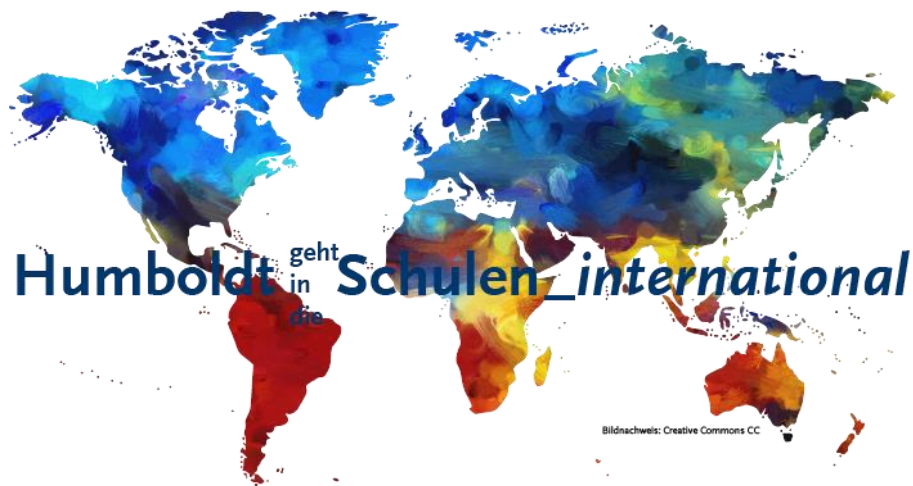 Humboldt geht in die Schulen_international
Bildnachweis: Creative Commons CC